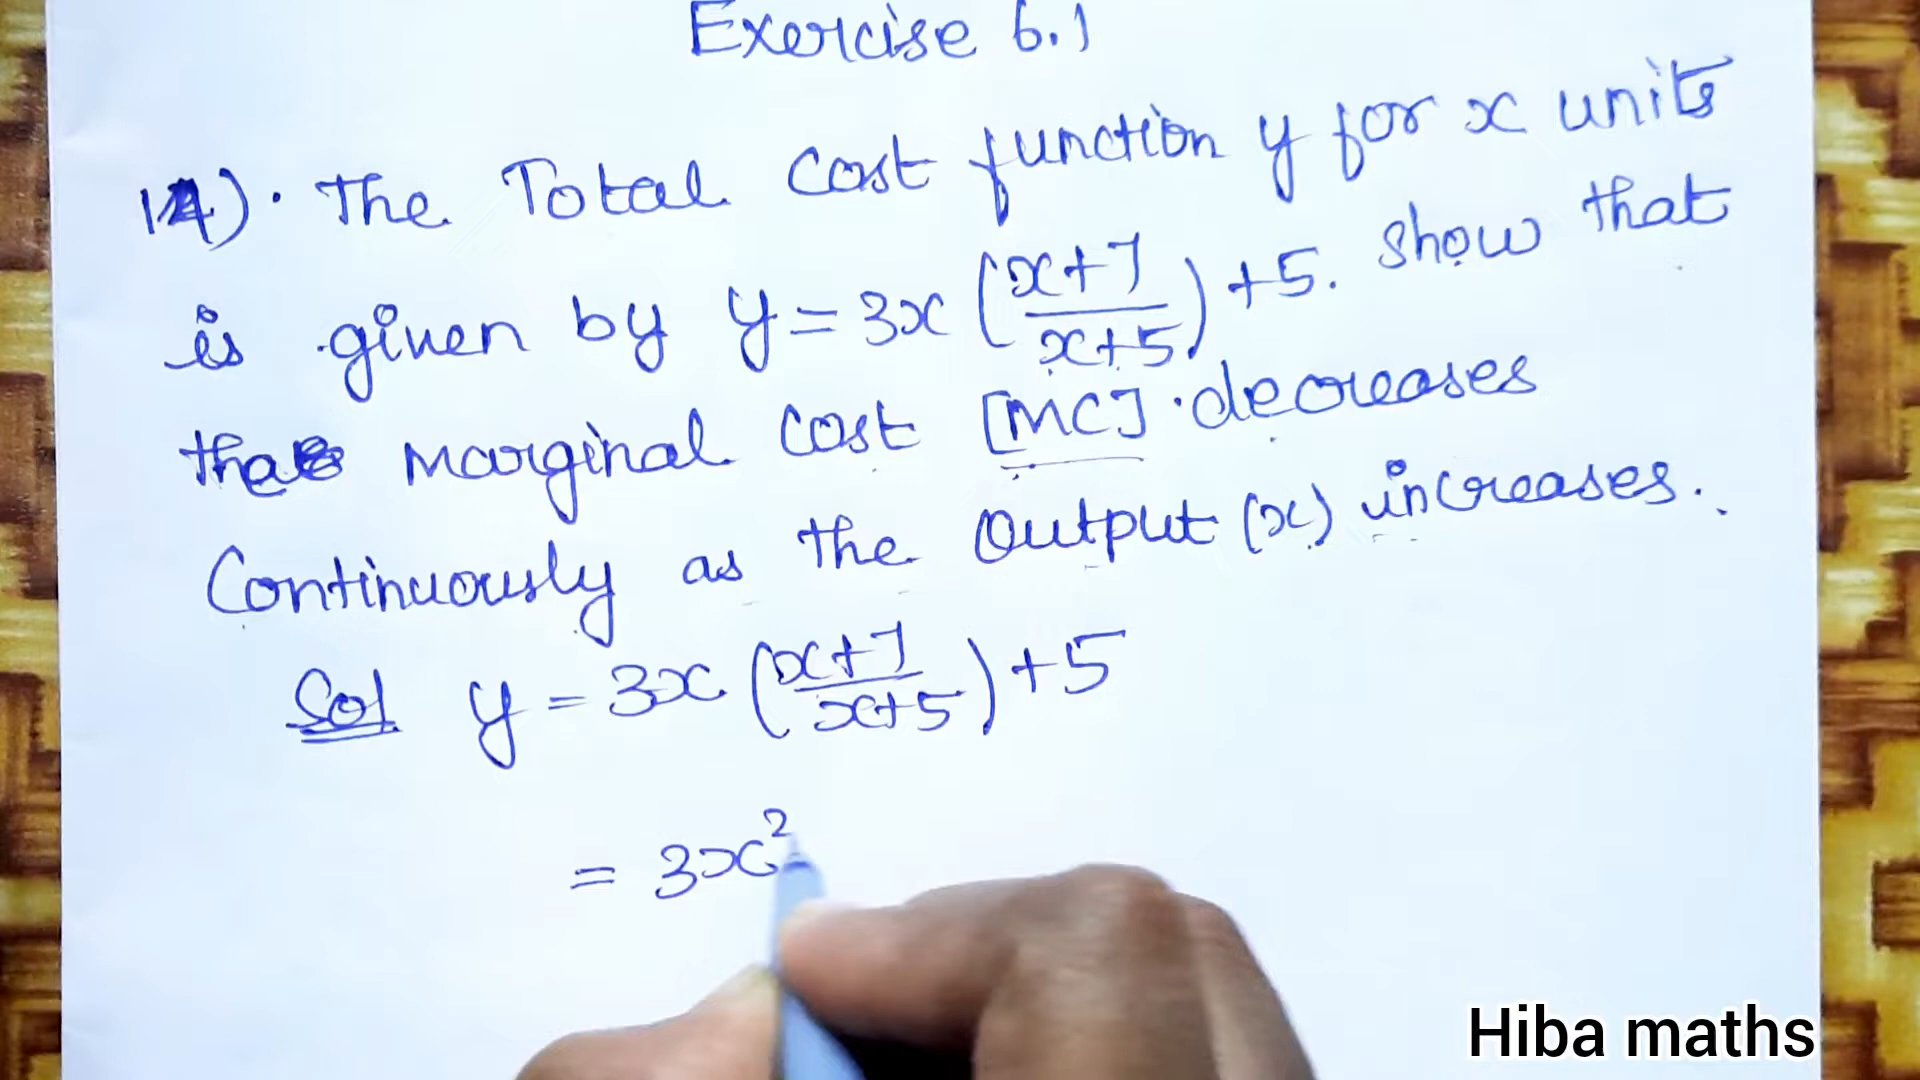 Exercise 6.1
14). The Total cost function y for x units
is given by y = 3x (x+7/x+5) +5. show that
the marginal cost [MC] decreases
Continuously as the output (x) increases.
Sol y = 3x (x+7/x+5) +5
= 3x²
Hiba maths